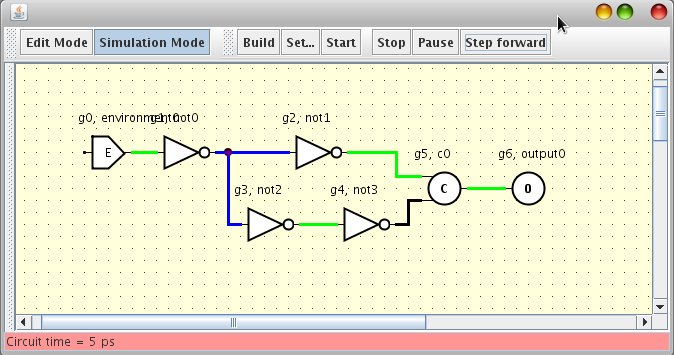 Edit Mode Simulation Mode Build Set... Start Stop Pause Step forward
g0, environment0 g1, not0 g2, not1
g5, c0 g6, output0
E
g3, not2 g4, not3
C O
Circuit time = 5 ps